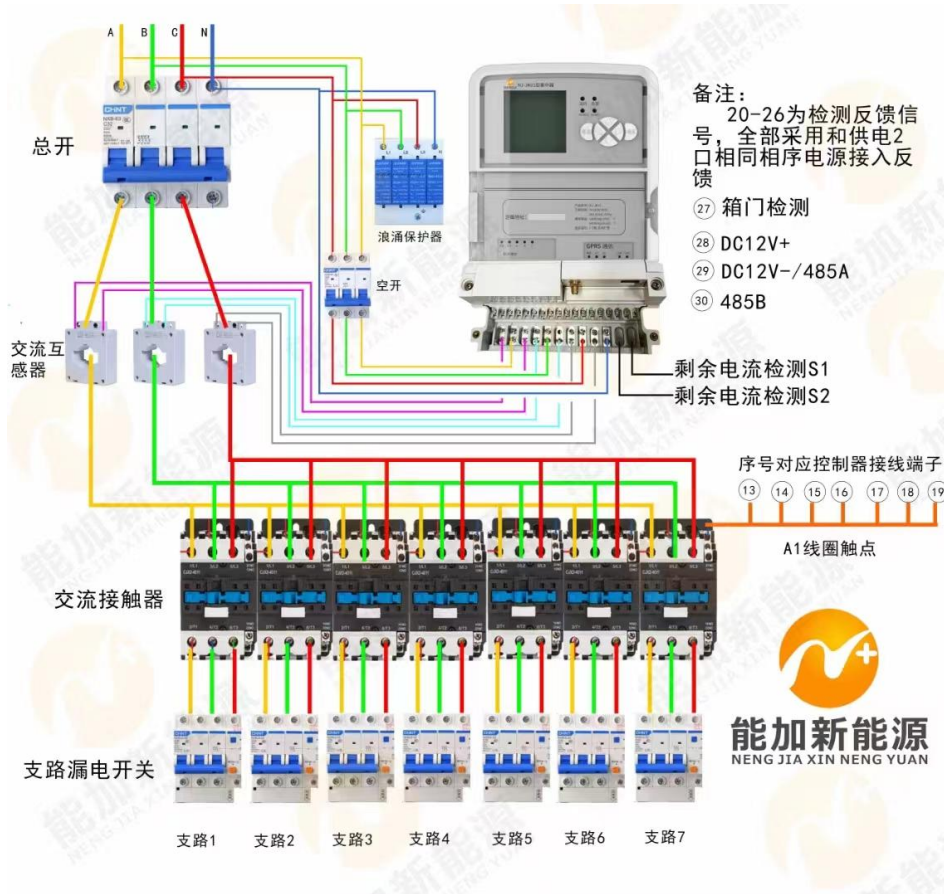 A B C N
总开
CHNT
L1 L2 L3 N
浪涌保护器
空开
GPRS 通信
备注:
20-26为检测反馈信
号，全部采用和供电2
口相同相序电源接入反
馈
27 箱门检测
28 DC12V+
29 DC12V-/485A
30 485B
交流互
感器
剩余电流检测S1
剩余电流检测S2
序号对应控制器接线端子
13 14 15 16 17 18 19
A1线圈触点
交流接触器
能加新能源
NENG JIA XIN NENG YUAN
支路漏电开关
支路1 支路2 支路3 支路4 支路5 支路6 支路7